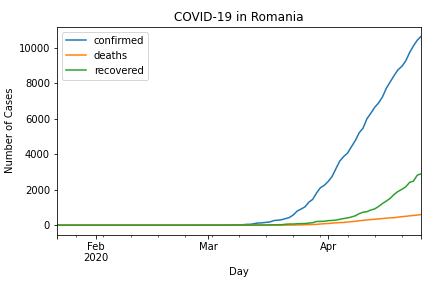 COVID-19 in Romania
confirmed
deaths
recovered
Number of Cases
10000
8000
6000
4000
2000
0
Feb
2020
Mar
Apr
Day